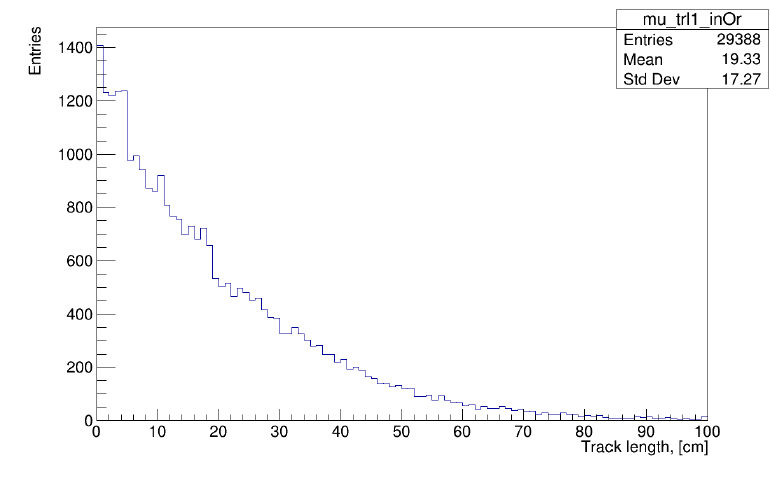 mu_trl1_inOr
Entries 29388
Mean 19.33
Std Dev 17.27
Entries
1400
1200
1000
800
600
400
200
0
0 10 20 30 40 50 60 70 80 90 100
Track length, [cm]